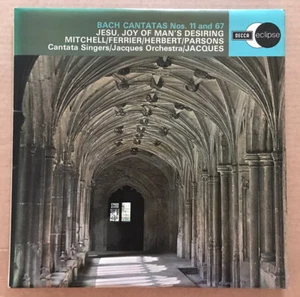 BACH CANTATAS Nos. 11 and 67
JESU, JOY OF MAN'S DESIRING
MITCHELL/FERRIER/HERBERT/PARSONS
Cantata Singers/Jacques Orchestra/JACQUES
DECCA eclipse